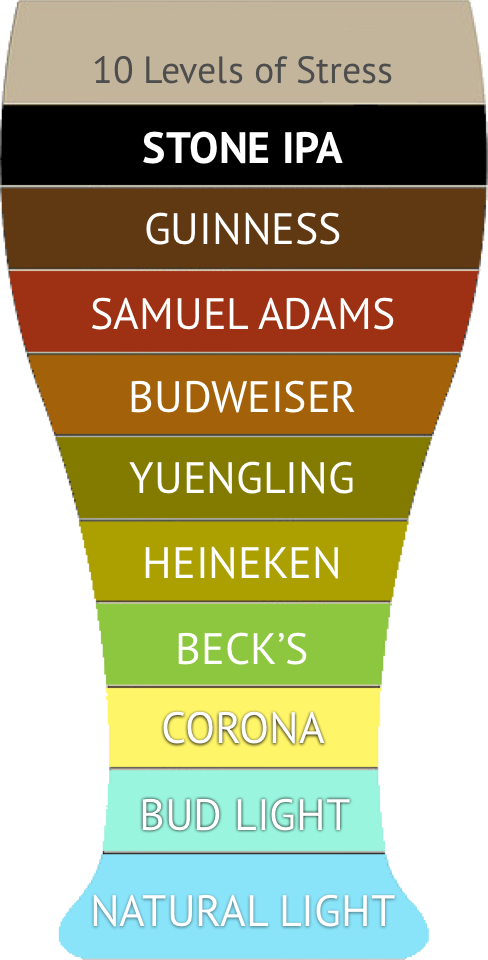 10 Levels of Stress
STONE IPA
GUINNESS
SAMUEL ADAMS
BUDWEISER
YUENGLING
HEINEKEN
BECK’S
CORONA
BUD LIGHT
NATURAL LIGHT